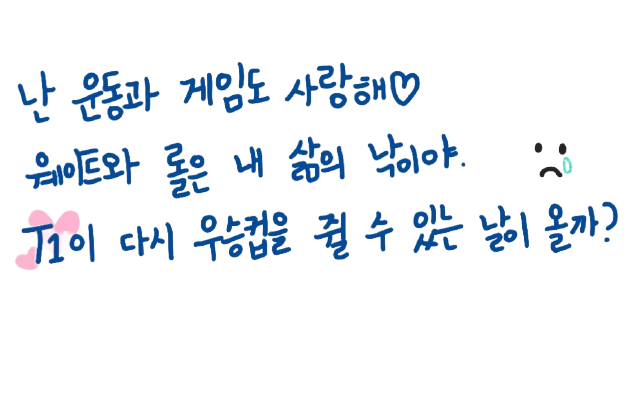 난 운동과 게임도 사랑해♡
웨이트와 롤은 내 삶의 낙이야.
T1이 다시 우승컵을 쥘 수 있는 날이 올까?